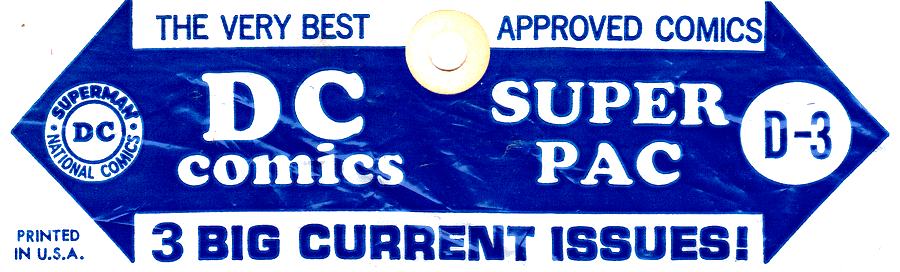 THE VERY BEST
APPROVED COMICS
DC
comics
SUPER
PAC
SUPERMAN
DC
NATIONAL COMICS
D-3
PRINTED
IN U.S.A.
3 BIG CURRENT ISSUES!